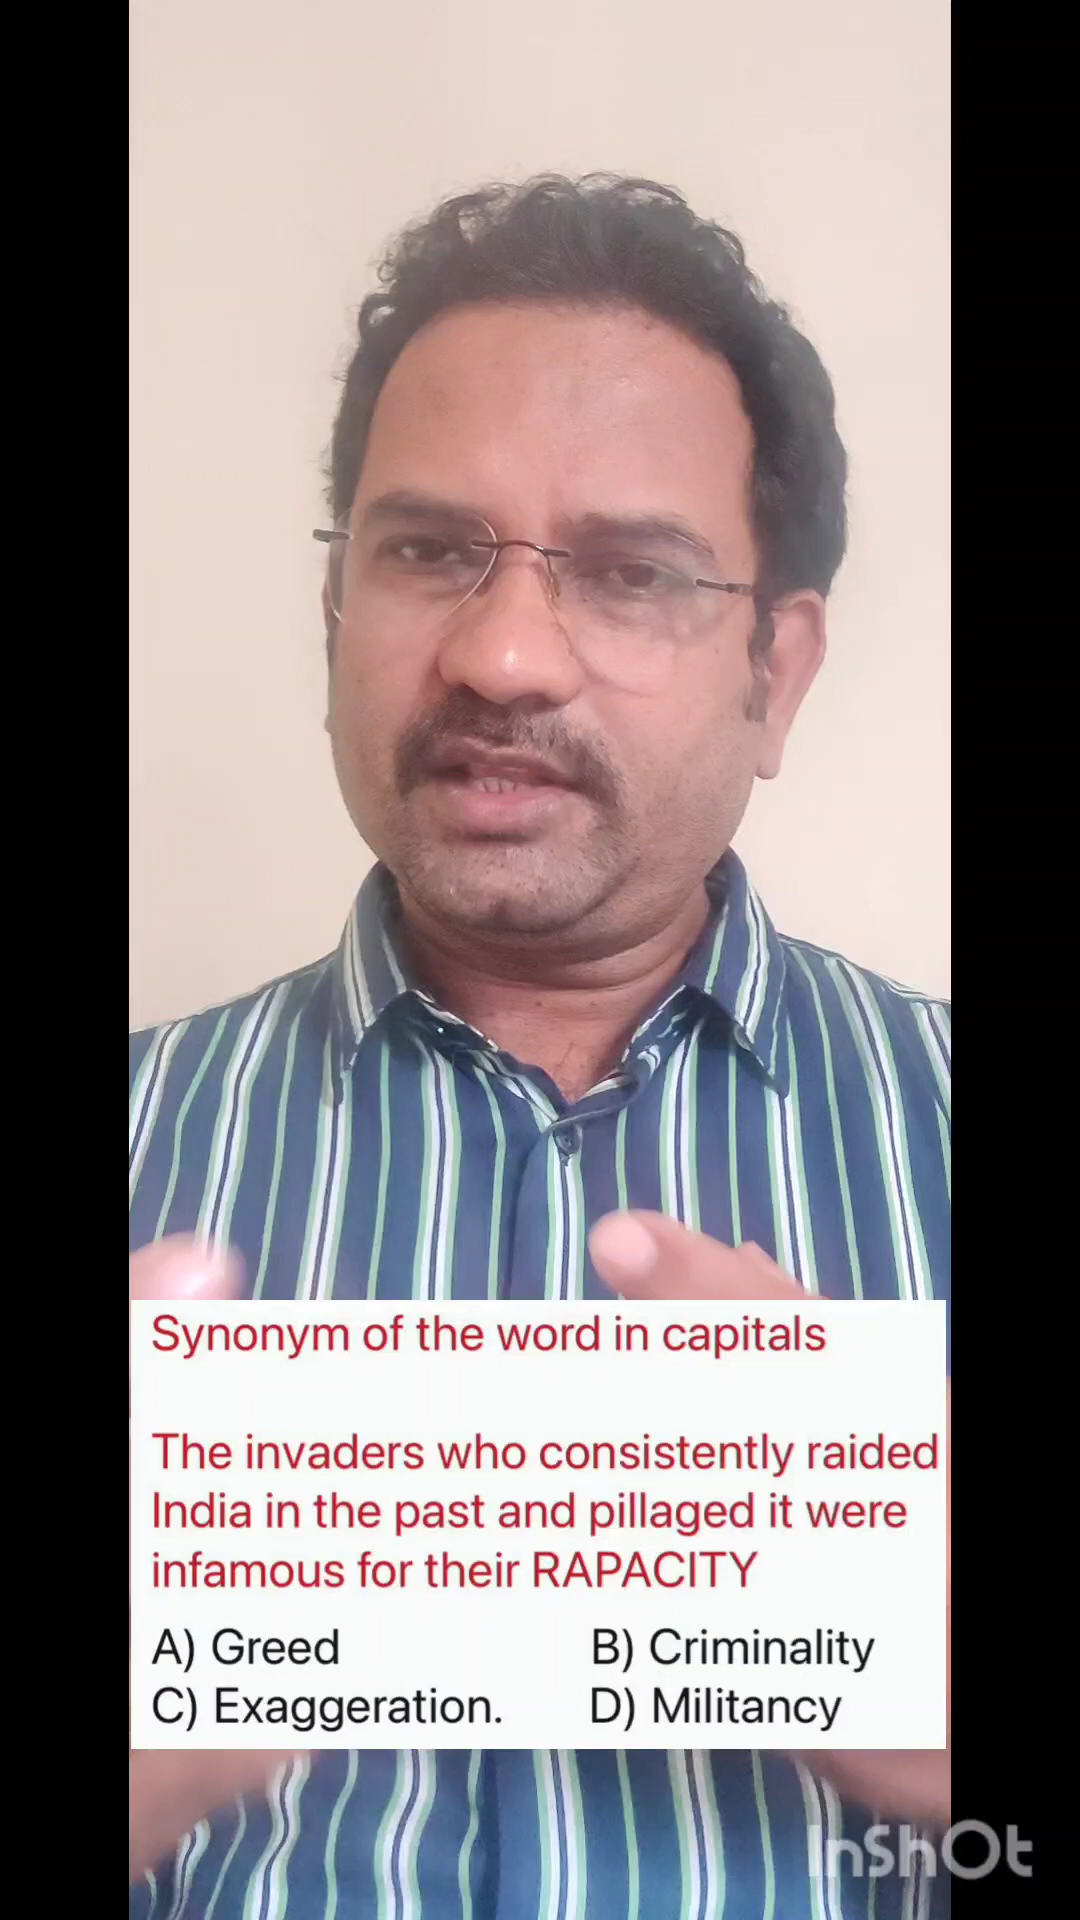 Synonym of the word in capitals
The invaders who consistently raided
India in the past and pillaged it were
infamous for their RAPACITY
A) Greed B) Criminality
C) Exaggeration. D) Militancy
InShOt